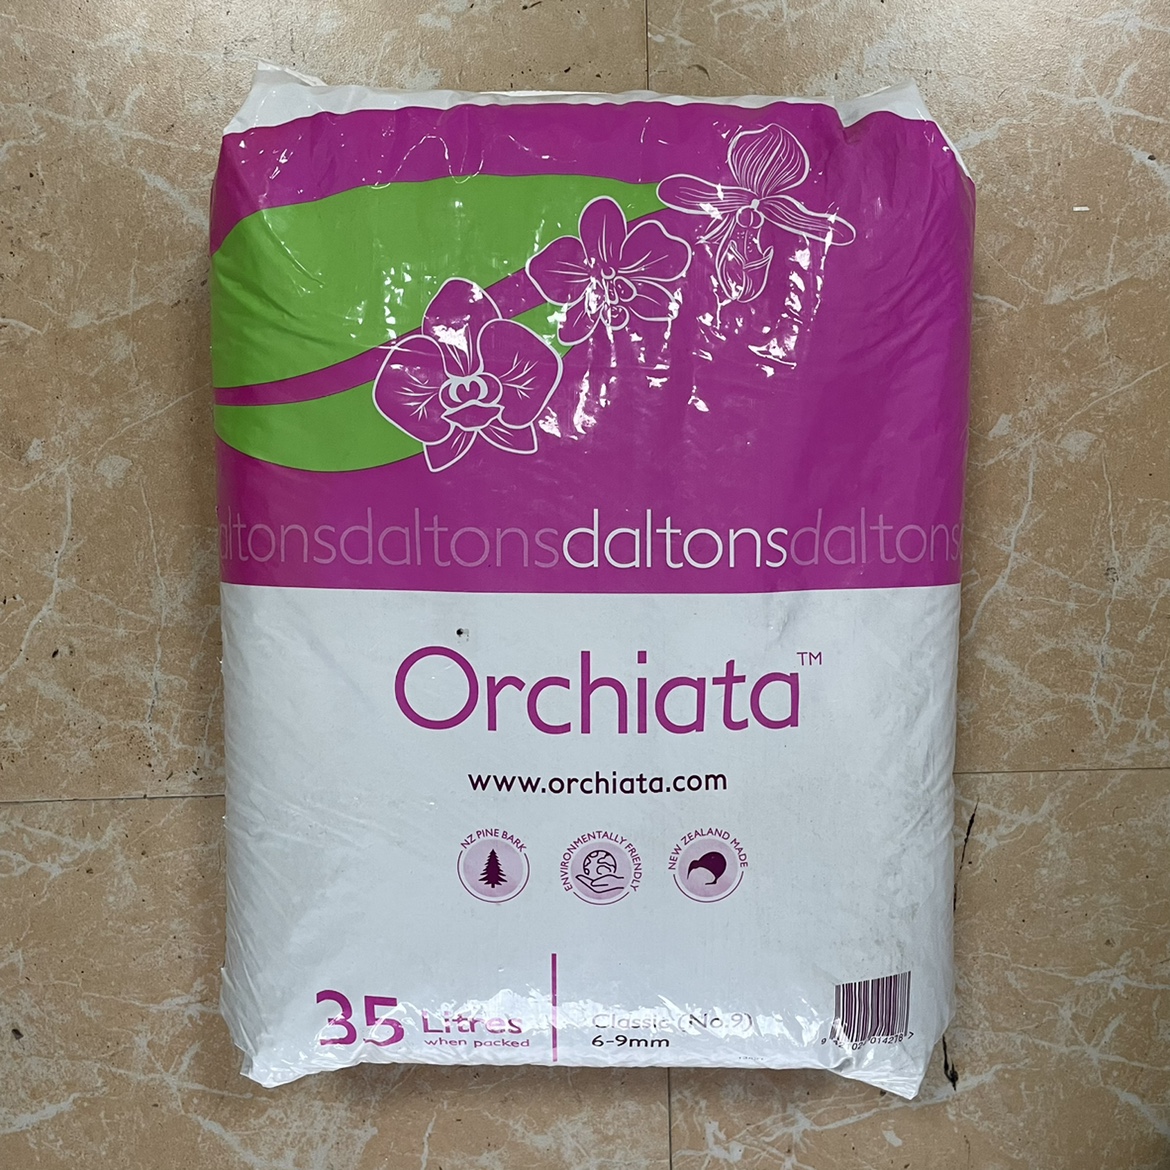 altonsdaltonsdaltonsdaltons
Orchiata™
www.orchiata.com
NZ PINE BARK
ENVIRONMENTALLY FRIENDLY
NEW ZEALAND MADE
35 Litres
when packed
Classic (No.9)
6-9mm